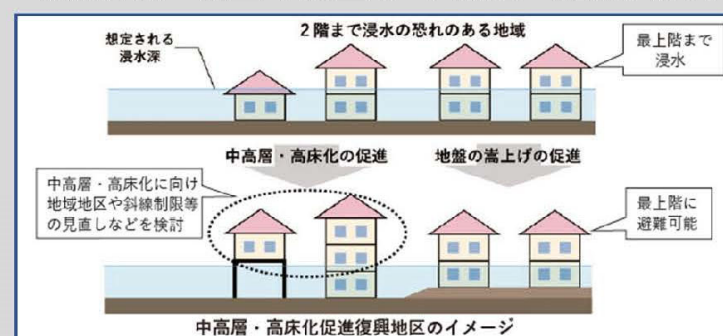 2階まで浸水の恐れのある地域
想定される
浸水深
最上階まで
浸水
中高層・高床化の促進
地盤の嵩上げの促進
中高層・高床化に向け
地域地区や斜線制限等
の見直しなどを検討
最上階に
避難可能
中高層・高床化促進復興地区のイメージ